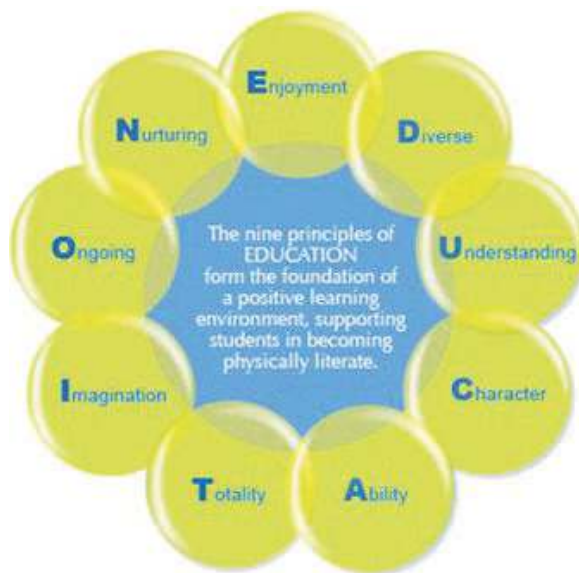 Enjoyment
Diverse
Understanding
Character
Ability
Totality
Imagination
Ongoing
Nurturing
The nine principles of
EDUCATION
form the foundation of
a positive learning
environment, supporting
students in becoming
physically literate.